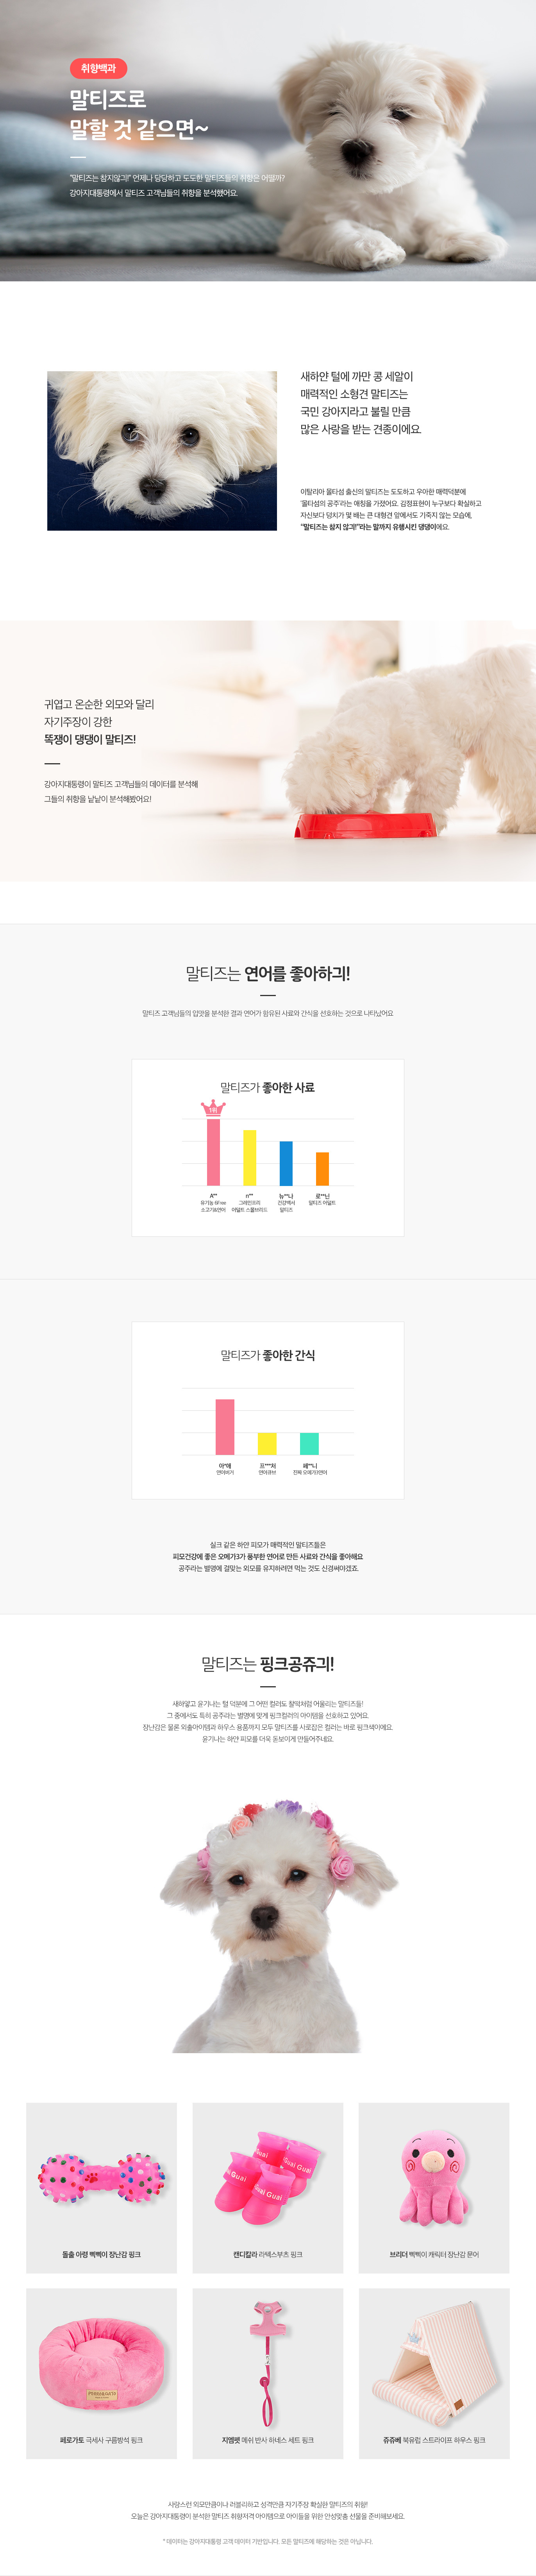 취향백과
말티즈로
말할 것 같으면~
"말티즈는 참지않긔!" 언제나 당당하고 도도한 말티즈들의 취향은 어떨까?
강아지대통령에서 말티즈 고객님들의 취향을 분석했어요.
새하얀 털에 까만 콩 세알이
매력적인 소형견 말티즈는
국민 강아지라고 불릴 만큼
많은 사랑을 받는 견종이에요.
이탈리아 몰타섬 출신의 말티즈는 도도하고 우아한 매력덕분에
'몰타섬의 공주'라는 애칭을 가졌어요. 감정표현이 누구보다 확실하고
자신보다 덩치가 몇 배는 큰 대형견 앞에서도 기죽지 않는 모습에,
"말티즈는 참지 않긔!"라는 말까지 유행시킨 댕댕이에요.
귀엽고 온순한 외모와 달리
자기주장이 강한
똑쟁이 댕댕이 말티즈!
강아지대통령이 말티즈 고객님들의 데이터를 분석해
그들의 취향을 낱낱이 분석해봤어요!
말티즈는 연어를 좋아하긔!
말티즈 고객님들의 입맛을 분석한 결과 연어가 함유된 사료와 간식을 선호하는 것으로 나타났어요
말티즈가 좋아한 사료
1위
A** n** 뉴**나 로**닌
유기농 6Free 그레인프리 건강백서 말티즈 어덜트
소고기&연어 어덜트 스몰브리드 말티즈
말티즈가 좋아한 간식
아*애 프***처 페**니
연어버거 연어큐브 진짜 오메가3연어
실크 같은 하얀 피모가 매력적인 말티즈들은
피모건강에 좋은 오메가3가 풍부한 연어로 만든 사료와 간식을 좋아해요
공주라는 별명에 걸맞는 외모를 유지하려면 먹는 것도 신경써야겠죠.
말티즈는 핑크공쥬긔!
새하얗고 윤기나는 털 덕분에 그 어떤 컬러도 찰떡처럼 어울리는 말티즈들!
그 중에서도 특히 공주라는 별명에 맞게 핑크컬러의 아이템을 선호하고 있어요.
장난감은 물론 외출아이템과 하우스 용품까지 모두 말티즈를 사로잡은 컬러는 바로 핑크색이에요.
윤기나는 하얀 피모를 더욱 돋보이게 만들어주네요.
Guai Guai
Guai Guai
돌출 아령 삑삑이 장난감 핑크
캔디칼라 라텍스부츠 핑크
브리더 삑삑이 캐릭터 장난감 문어
페로가토 극세사 구름방석 핑크
지엠펫 메쉬 반사 하네스 세트 핑크
쥬쥬베 북유럽 스트라이프 하우스 핑크
사랑스런 외모만큼이나 러블리하고 성격만큼 자기주장 확실한 말티즈의 취향!
오늘은 강아지대통령이 분석한 말티즈 취향저격 아이템으로 아이들을 위한 안성맞춤 선물을 준비해보세요.
* 데이터는 강아지대통령 고객 데이터 기반입니다. 모든 말티즈에 해당하는 것은 아닙니다.